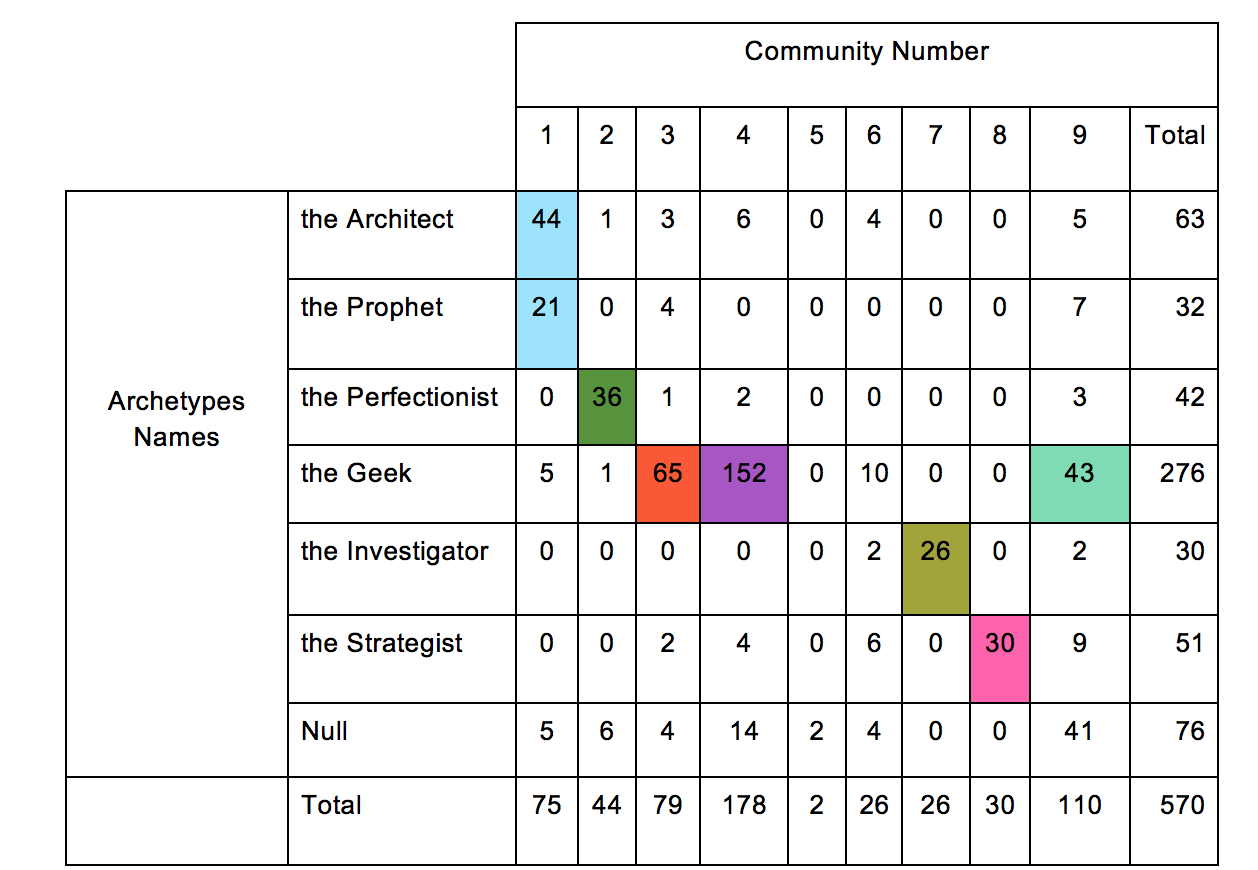 Community Number
1 2 3 4 5 6 7 8 9 Total
the Architect 44 1 3 6 0 4 0 0 5 63
the Prophet 21 0 4 0 0 0 0 0 7 32
Archetypes
Names
the Perfectionist 0 36 1 2 0 0 0 0 3 42
the Geek 5 1 65 152 0 10 0 0 43 276
the Investigator 0 0 0 0 0 2 26 0 2 30
the Strategist 0 0 2 4 0 6 0 30 9 51
Null 5 6 4 14 2 4 0 0 41 76
Total 75 44 79 178 2 26 26 30 110 570